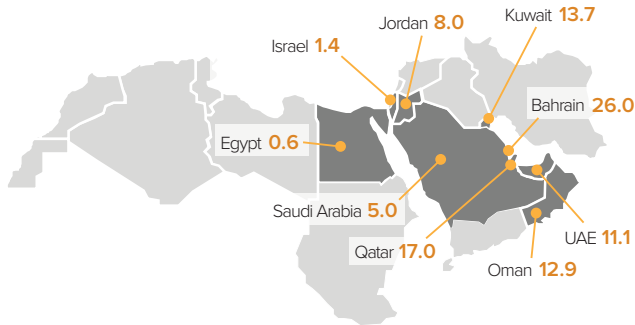 Kuwait 13.7
Jordan 8.0
Israel 1.4
Bahrain 26.0
Egypt 0.6
Saudi Arabia 5.0
UAE 11.1
Qatar 17.0
Oman 12.9